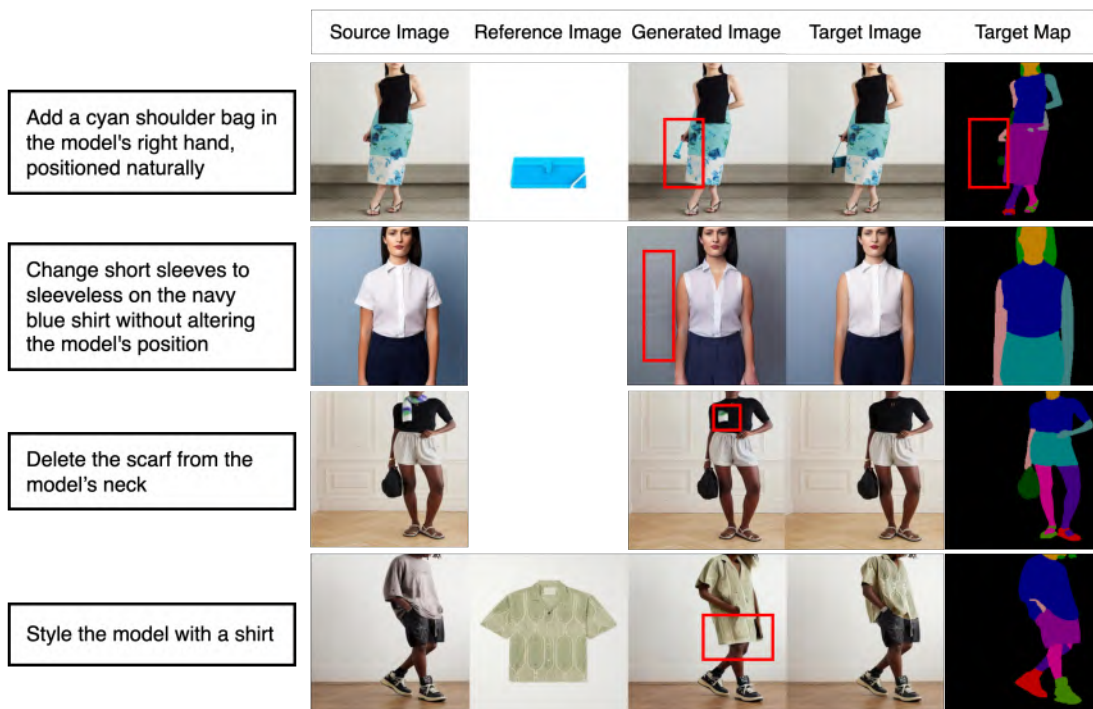 Source Image Reference Image Generated Image Target Image Target Map
Add a cyan shoulder bag in
the model's right hand,
positioned naturally
Change short sleeves to
sleeveless on the navy
blue shirt without altering
the model's position
Delete the scarf from the
model’s neck
Style the model with a shirt